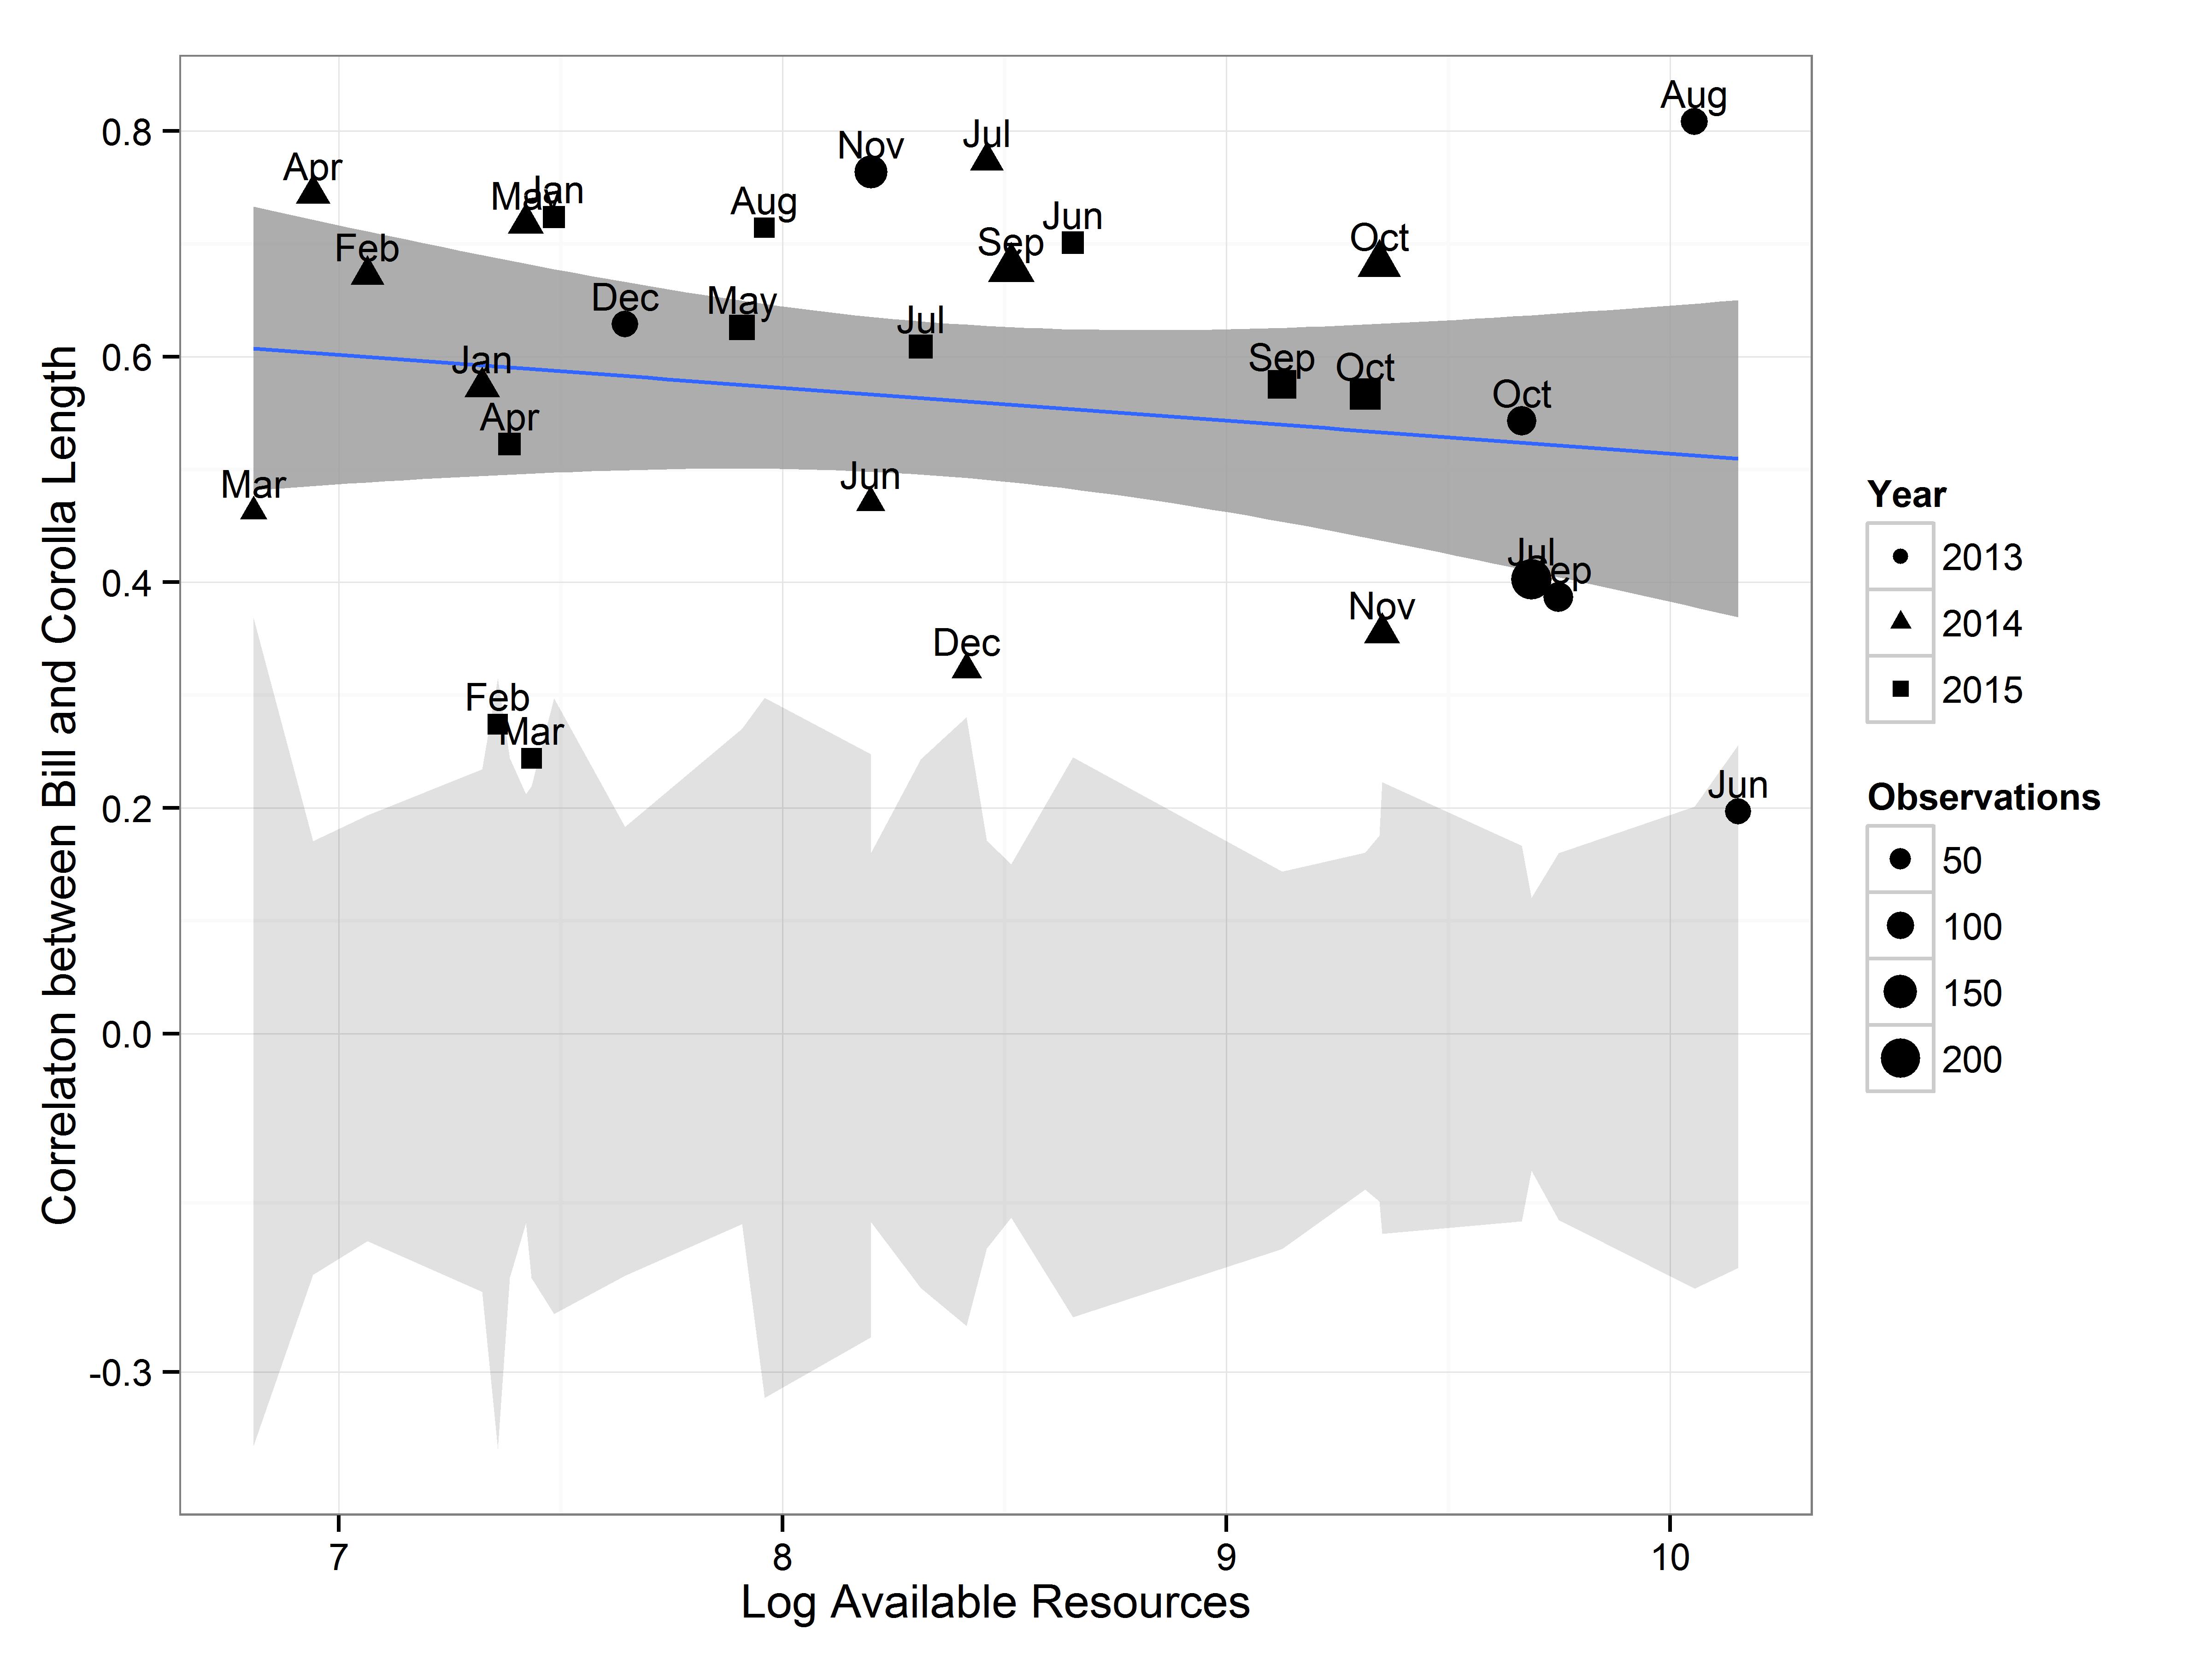 Correlaton between Bill and Corolla Length
0.8
0.6
0.4
0.2
0.0
-0.3
Aug
Jul
Nov
Apr
May
Jan
Aug
Jun
Feb
Sep
Oct
Dec
May
Jul
Jan
Sep
Oct
Apr
Oct
Mar
Jun
Jul
Sep
Nov
Dec
Feb
Mar
Jun
7
8
9
10
Log Available Resources
Year
2013
2014
2015
Observations
50
100
150
200